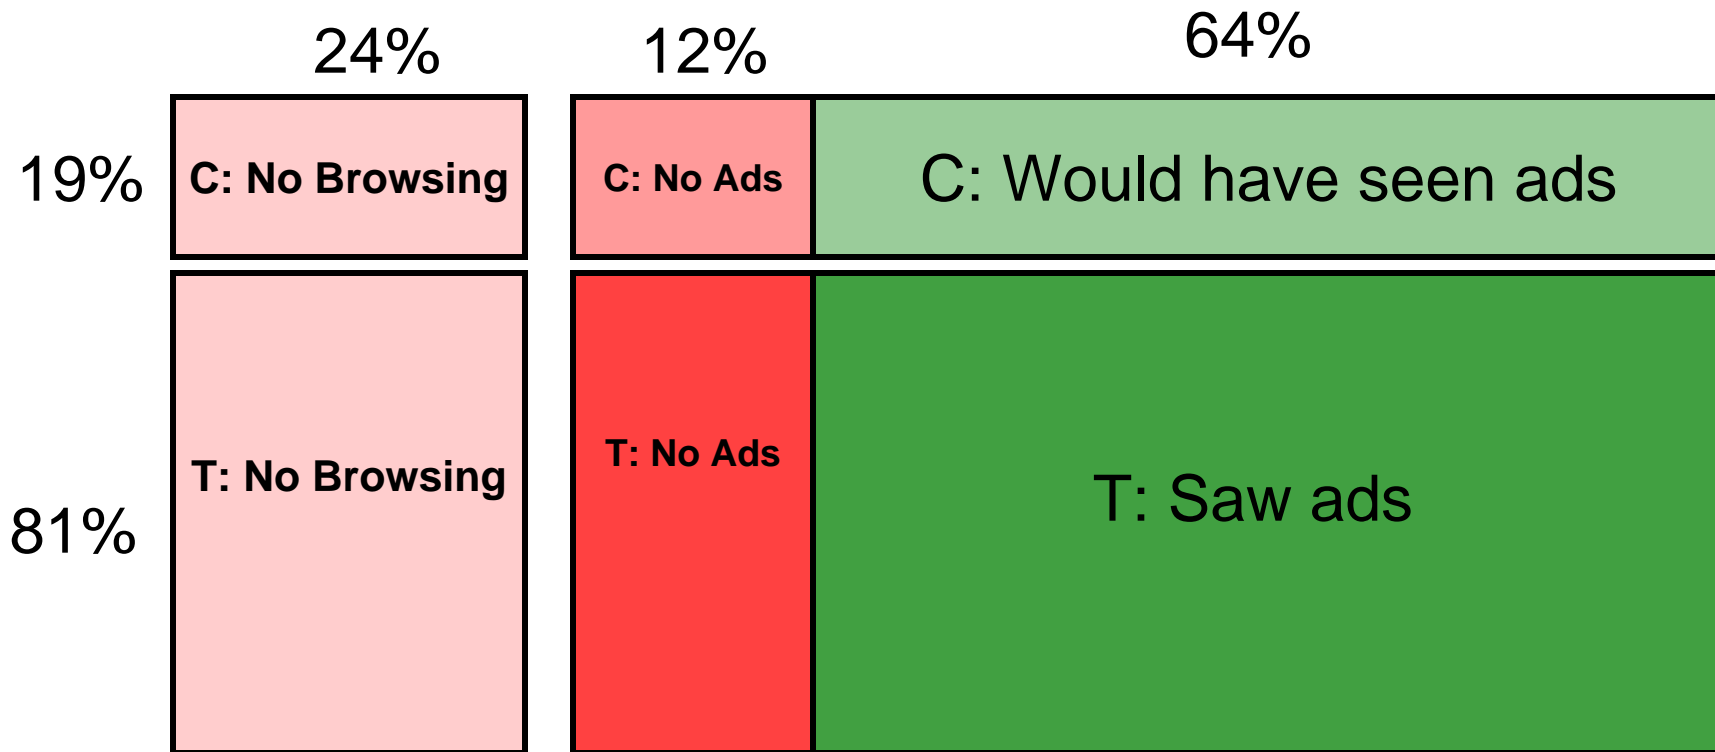 24%
12%
64%
19%
C: No Browsing
C: No Ads
C: Would have seen ads
81%
T: No Browsing
T: No Ads
T: Saw ads